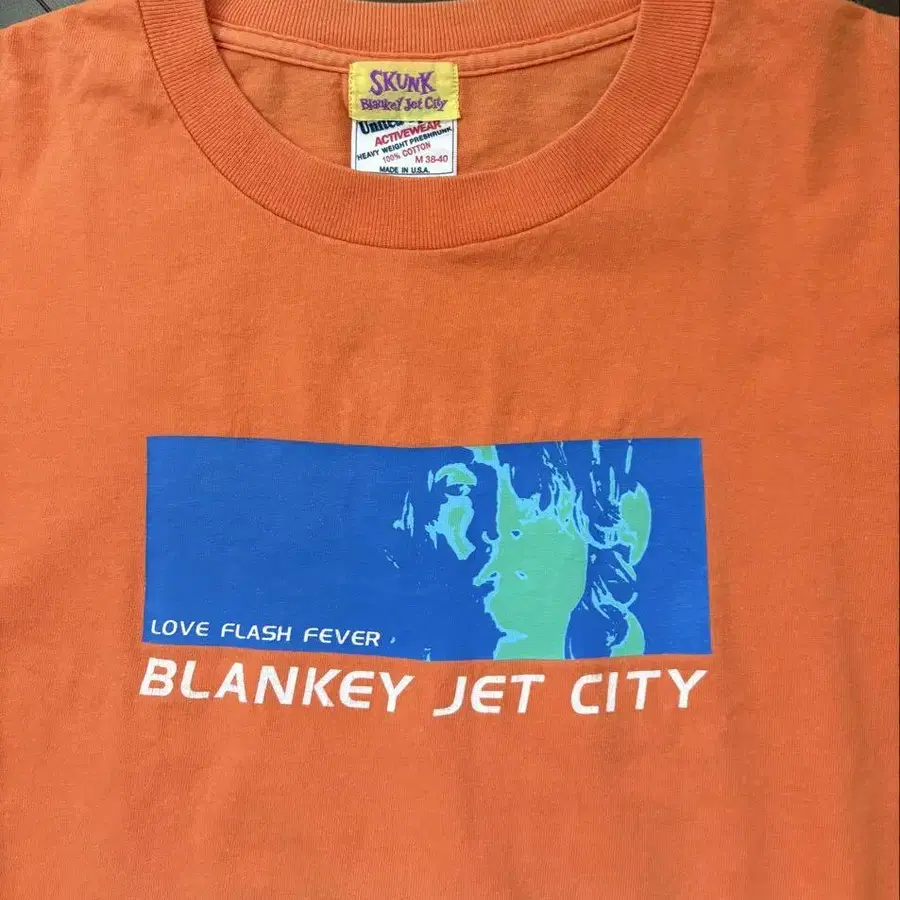 SKUNK
Blankey Jet City
ACTIVEWEAR
HEAVY WEIGHT PRESHRUNK
100% COTTON
M 38-40
MADE IN U.S.A.
LOVE FLASH FEVER
BLANKEY JET CITY